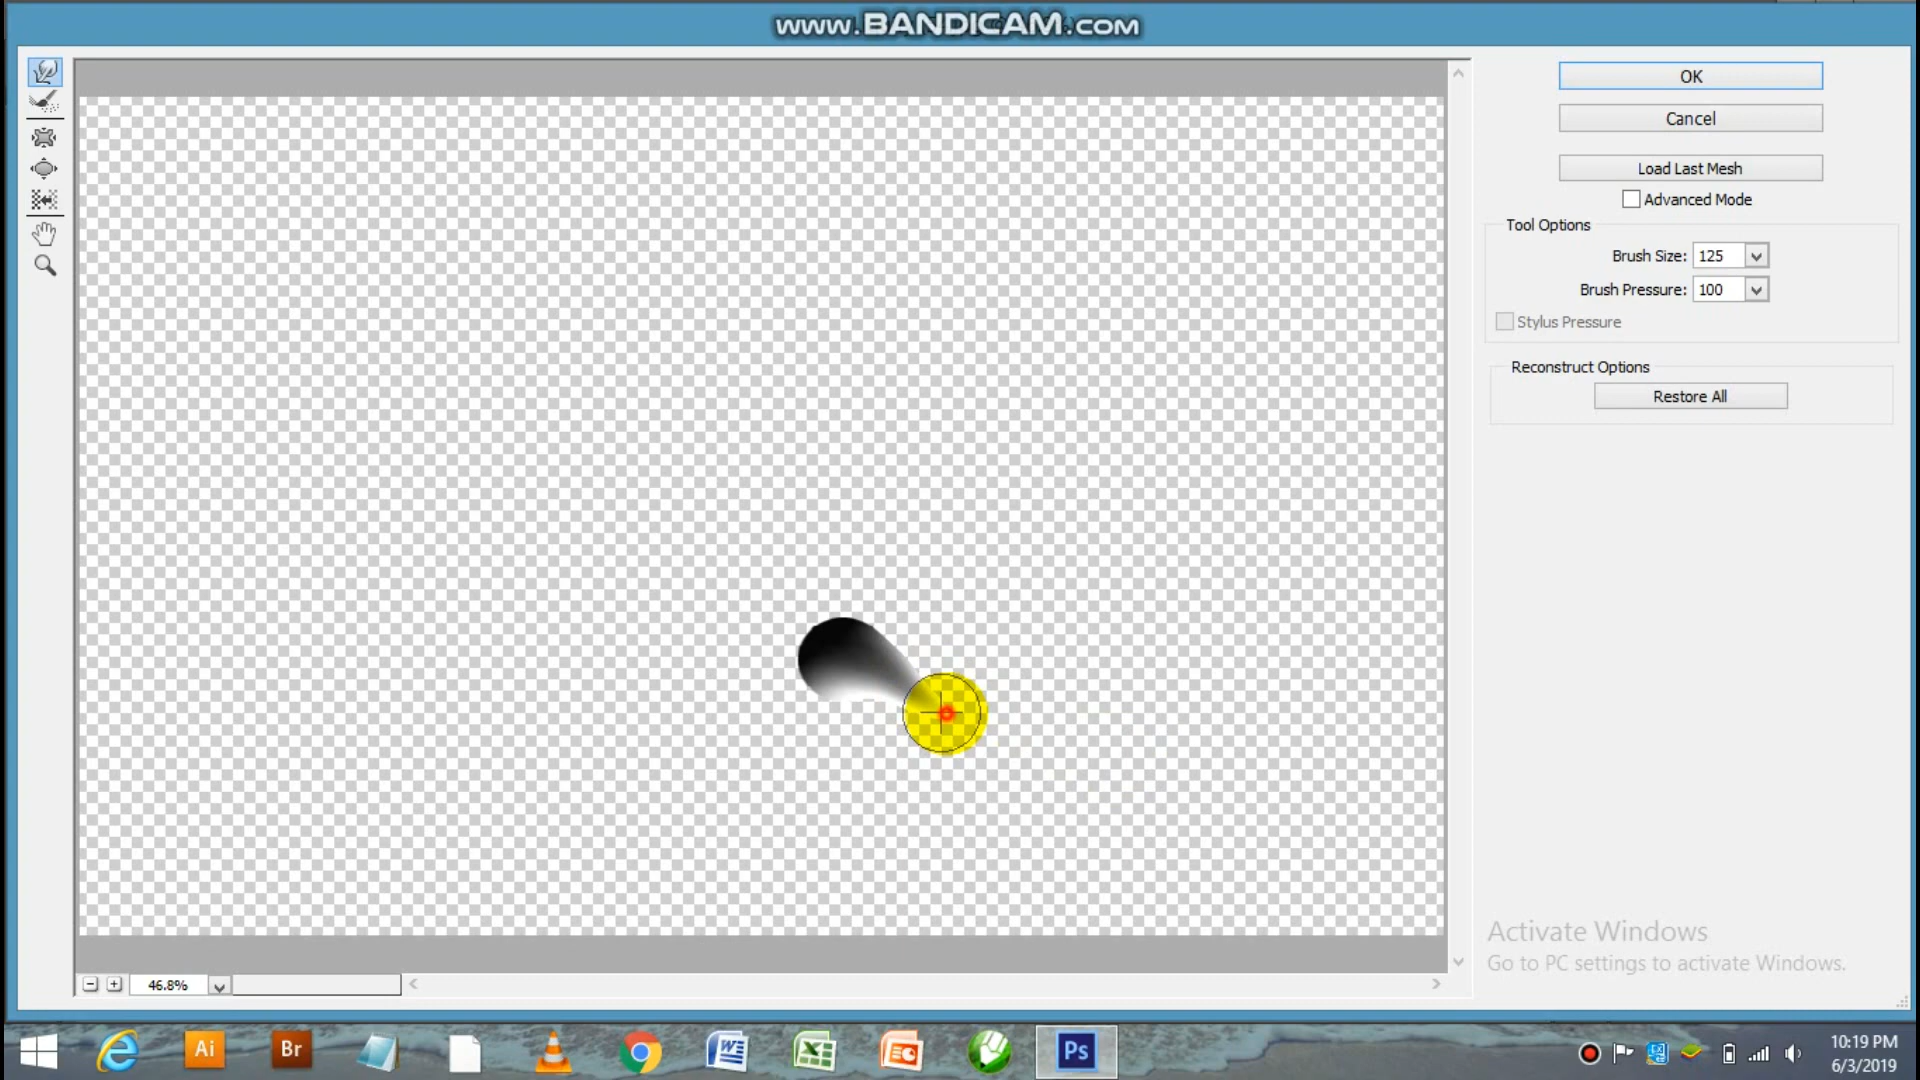 www.BANDICAM.com
OK
Cancel
Load Last Mesh
Advanced Mode
Tool Options
Brush Size: 125
Brush Pressure: 100
Stylus Pressure
Reconstruct Options
Restore All
Activate Windows
Go to PC settings to activate Windows.
46.8%
Ai
Br
Ps
10:19 PM
6/3/2019